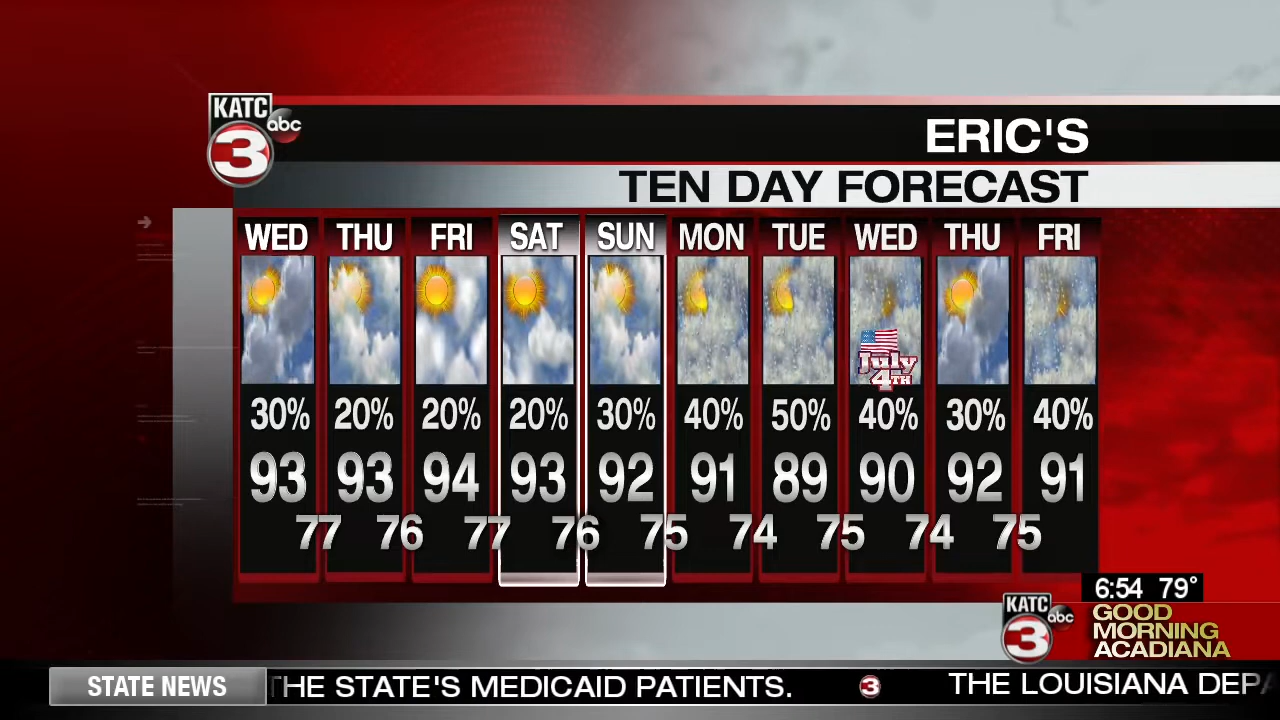 KATC
abc
3
ERIC'S
TEN DAY FORECAST
WED THU FRI SAT SUN MON TUE WED THU FRI
July
4TH
30% 20% 20% 20% 30% 40% 50% 40% 30% 40%
93 93 94 93 92 91 89 90 92 91
77 76 77 76 75 74 75 74 75
6:54 79°
KATC
abc
3
GOOD
MORNING
ACADIANA
STATE NEWS THE STATE'S MEDICAID PATIENTS. 3 THE LOUISIANA DEPA